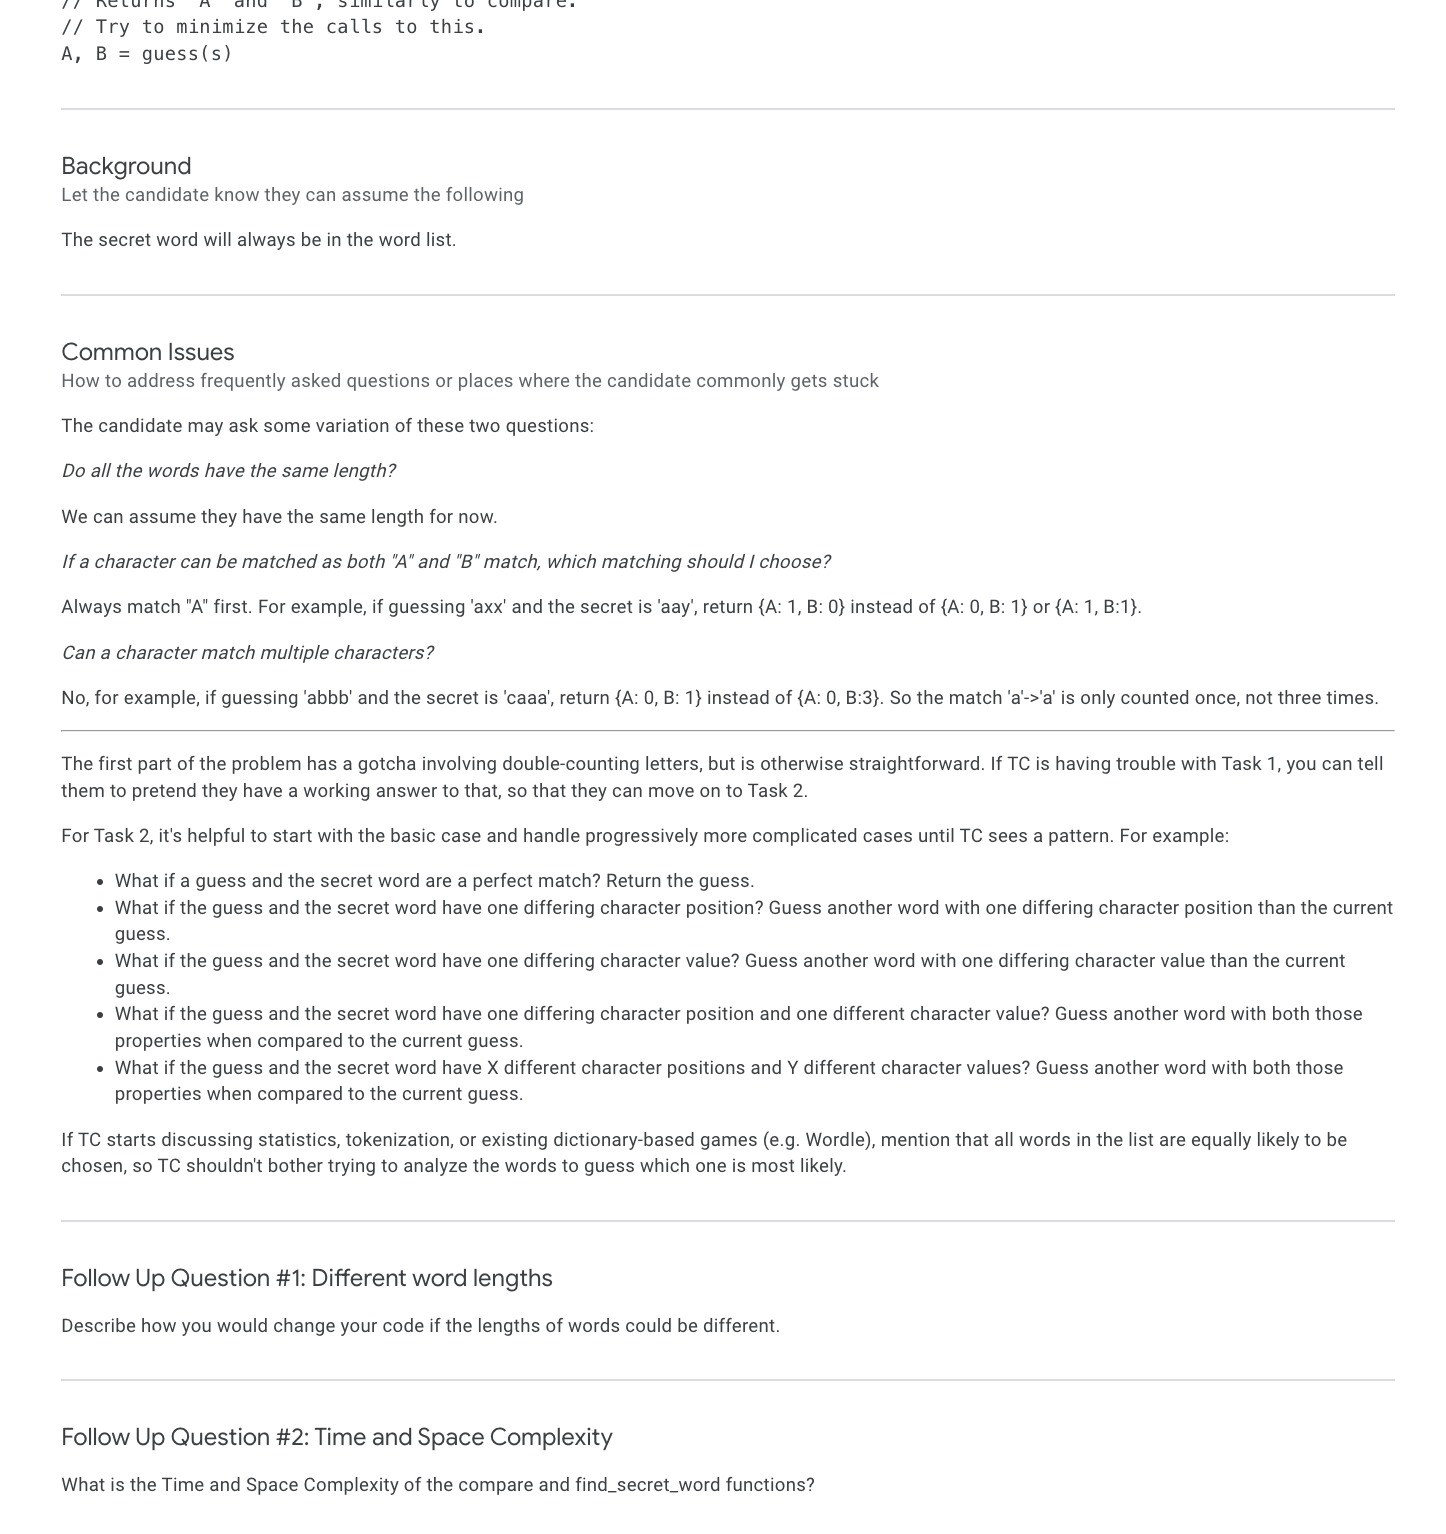 // Returns "A" and "B", similarly to compare.
// Try to minimize the calls to this.
A, B = guess(s)
Background
Let the candidate know they can assume the following
The secret word will always be in the word list.
Common Issues
How to address frequently asked questions or places where the candidate commonly gets stuck
The candidate may ask some variation of these two questions:
Do all the words have the same length?
We can assume they have the same length for now.
If a character can be matched as both "A" and "B" match, which matching should I choose?
Always match "A" first. For example, if guessing 'axx' and the secret is 'aay', return {A: 1, B: 0} instead of {A: 0, B: 1} or {A: 1, B:1}.
Can a character match multiple characters?
No, for example, if guessing 'abbb' and the secret is 'caaa', return {A: 0, B: 1} instead of {A: 0, B:3}. So the match 'a'->'a' is only counted once, not three times.
The first part of the problem has a gotcha involving double-counting letters, but is otherwise straightforward. If TC is having trouble with Task 1, you can tell
them to pretend they have a working answer to that, so that they can move on to Task 2.
For Task 2, it's helpful to start with the basic case and handle progressively more complicated cases until TC sees a pattern. For example:
• What if a guess and the secret word are a perfect match? Return the guess.
• What if the guess and the secret word have one differing character position? Guess another word with one differing character position than the current
guess.
• What if the guess and the secret word have one differing character value? Guess another word with one differing character value than the current
guess.
• What if the guess and the secret word have one differing character position and one different character value? Guess another word with both those
properties when compared to the current guess.
• What if the guess and the secret word have X different character positions and Y different character values? Guess another word with both those
properties when compared to the current guess.
If TC starts discussing statistics, tokenization, or existing dictionary-based games (e.g. Wordle), mention that all words in the list are equally likely to be
chosen, so TC shouldn't bother trying to analyze the words to guess which one is most likely.
Follow Up Question #1: Different word lengths
Describe how you would change your code if the lengths of words could be different.
Follow Up Question #2: Time and Space Complexity
What is the Time and Space Complexity of the compare and find_secret_word functions?